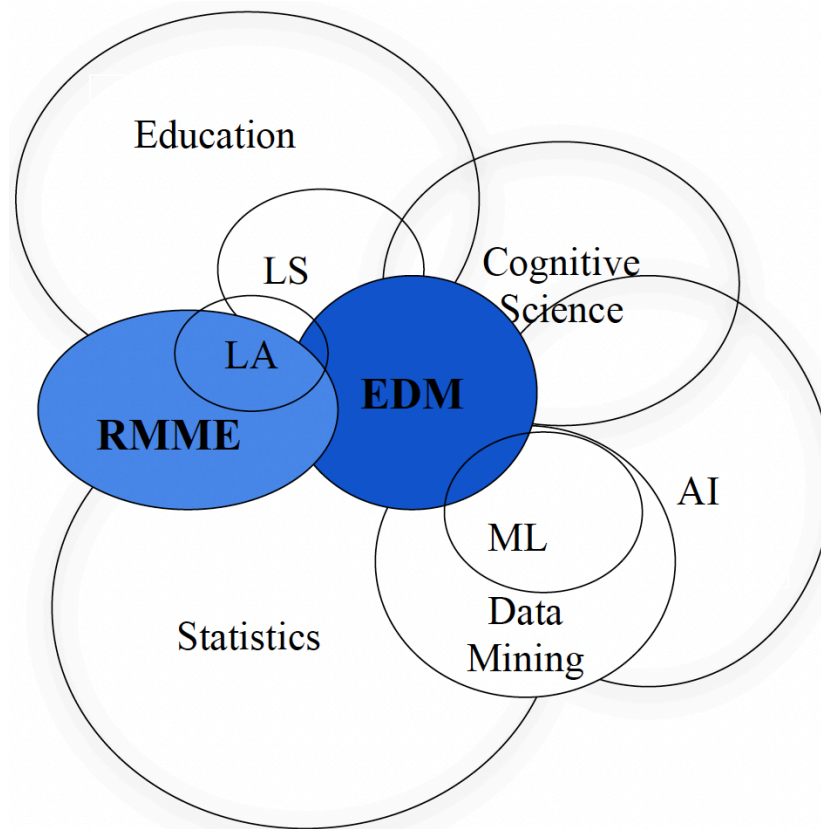 Education
LS
Cognitive
Science
LA
EDM
RMME
AI
ML
Data
Mining
Statistics